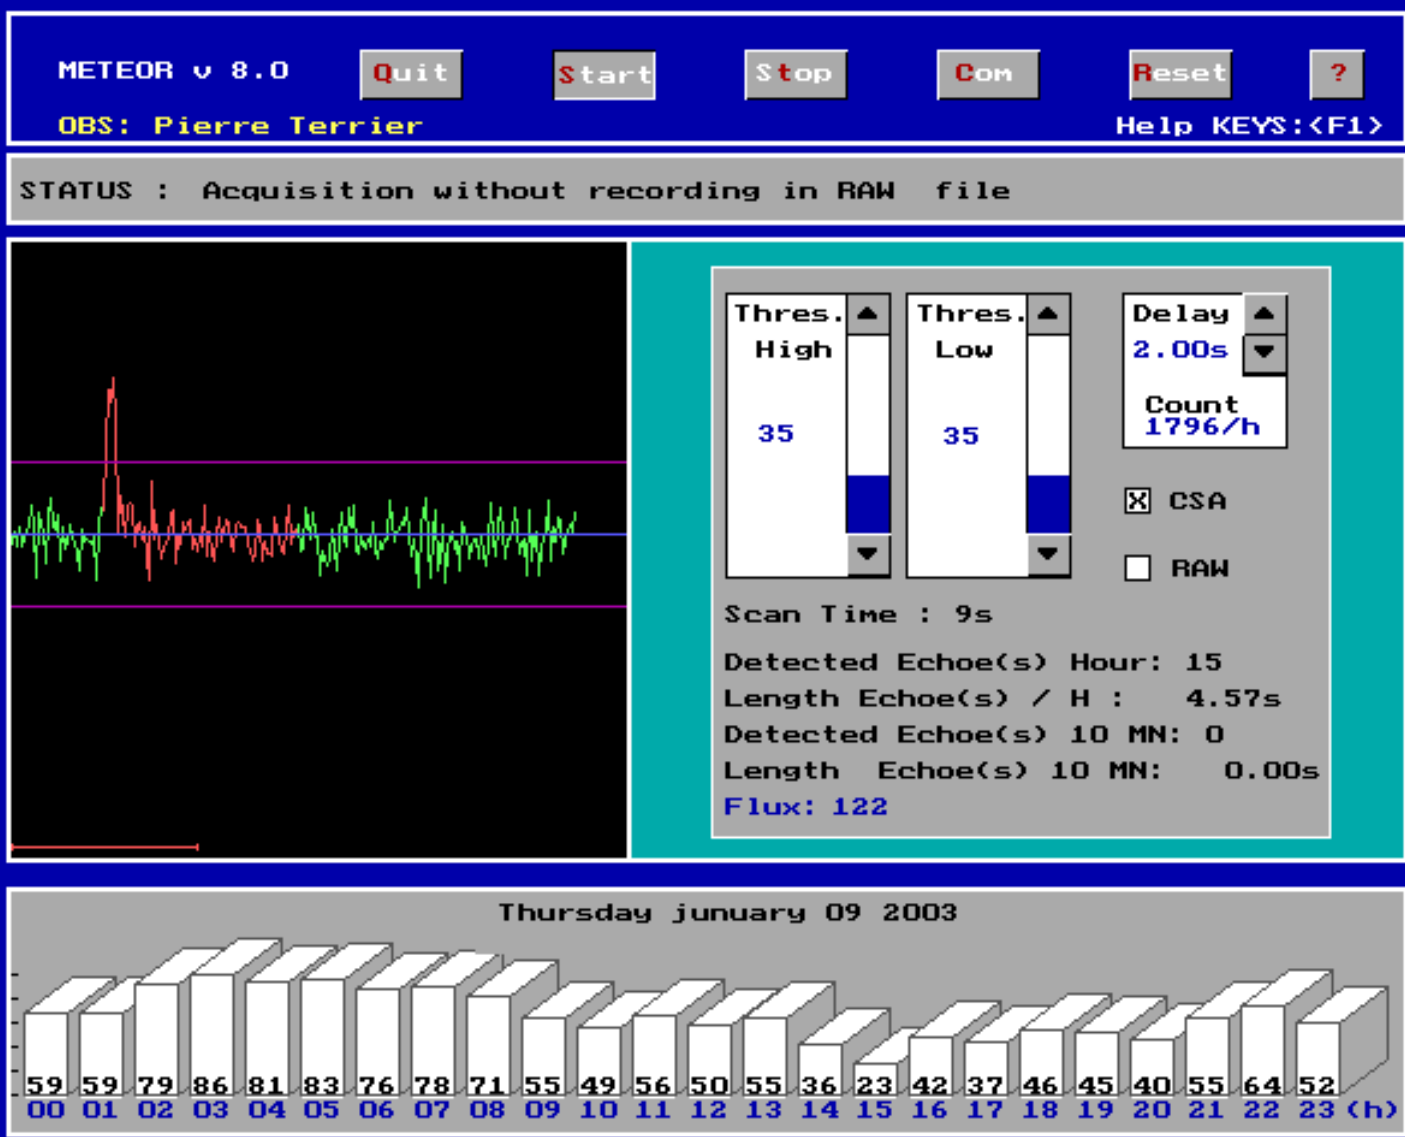 METEOR v 8.0 Quit Start Stop Com Reset ?
OBS: Pierre Terrier Help KEYS:<F1>
STATUS : Acquisition without recording in RAW file
Thres. High 35
Thres. Low 35
Delay
2.00s
Count
1796/h
X CSA
RAW
Scan Time : 9s
Detected Echoe(s) Hour: 15
Length Echoe(s) / H : 4.57s
Detected Echoe(s) 10 MN: 0
Length Echoe(s) 10 MN: 0.00s
Flux: 122
Thursday junuary 09 2003
59 59 79 86 81 83 76 78 71 55 49 56 50 55 36 23 42 37 46 45 40 55 64 52
00 01 02 03 04 05 06 07 08 09 10 11 12 13 14 15 16 17 18 19 20 21 22 23 (h)